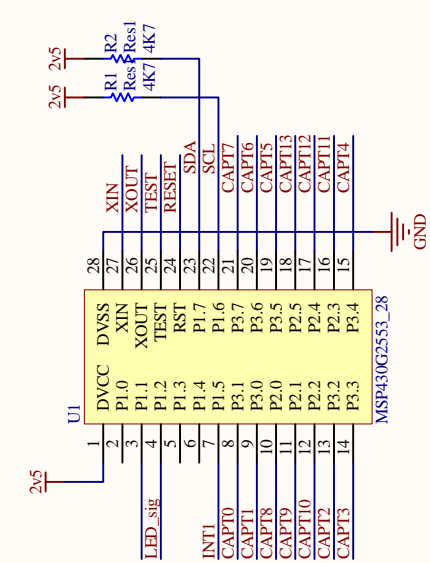 2v5
2v5
2v5
R1
Res
4K7
R2
Res1
4K7
U1
1 DVCC DVSS 28
2 P1.0 XIN 27 XIN
3 P1.1 XOUT 26 XOUT
LED_sig 4 P1.2 TEST 25 TEST
5 P1.3 RST 24 RESET
6 P1.4 P1.7 23 SDA
INT1 7 P1.5 P1.6 22 SCL
CAPT0 8 P3.1 P3.7 21 CAPT7
CAPT1 9 P3.0 P3.6 20 CAPT6
CAPT8 10 P2.0 P3.5 19 CAPT5
CAPT9 11 P2.1 P2.5 18 CAPT13
CAPT10 12 P2.2 P2.4 17 CAPT12
CAPT2 13 P3.2 P2.3 16 CAPT11
CAPT3 14 P3.3 P3.4 15 CAPT4
MSP430G2553_28
GND